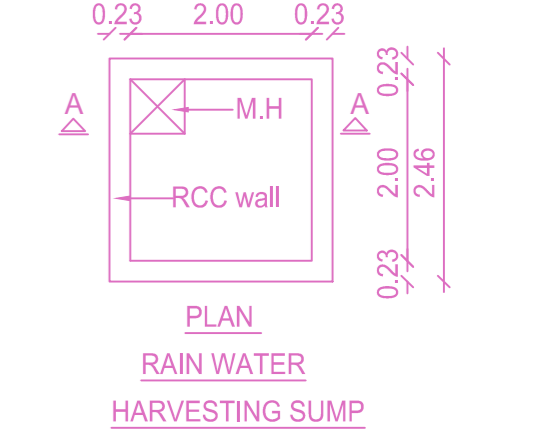 0.23 2.00 0.23
0.23
A
M.H
A
2.00
2.46
RCC wall
0.23
PLAN
RAIN WATER
HARVESTING SUMP